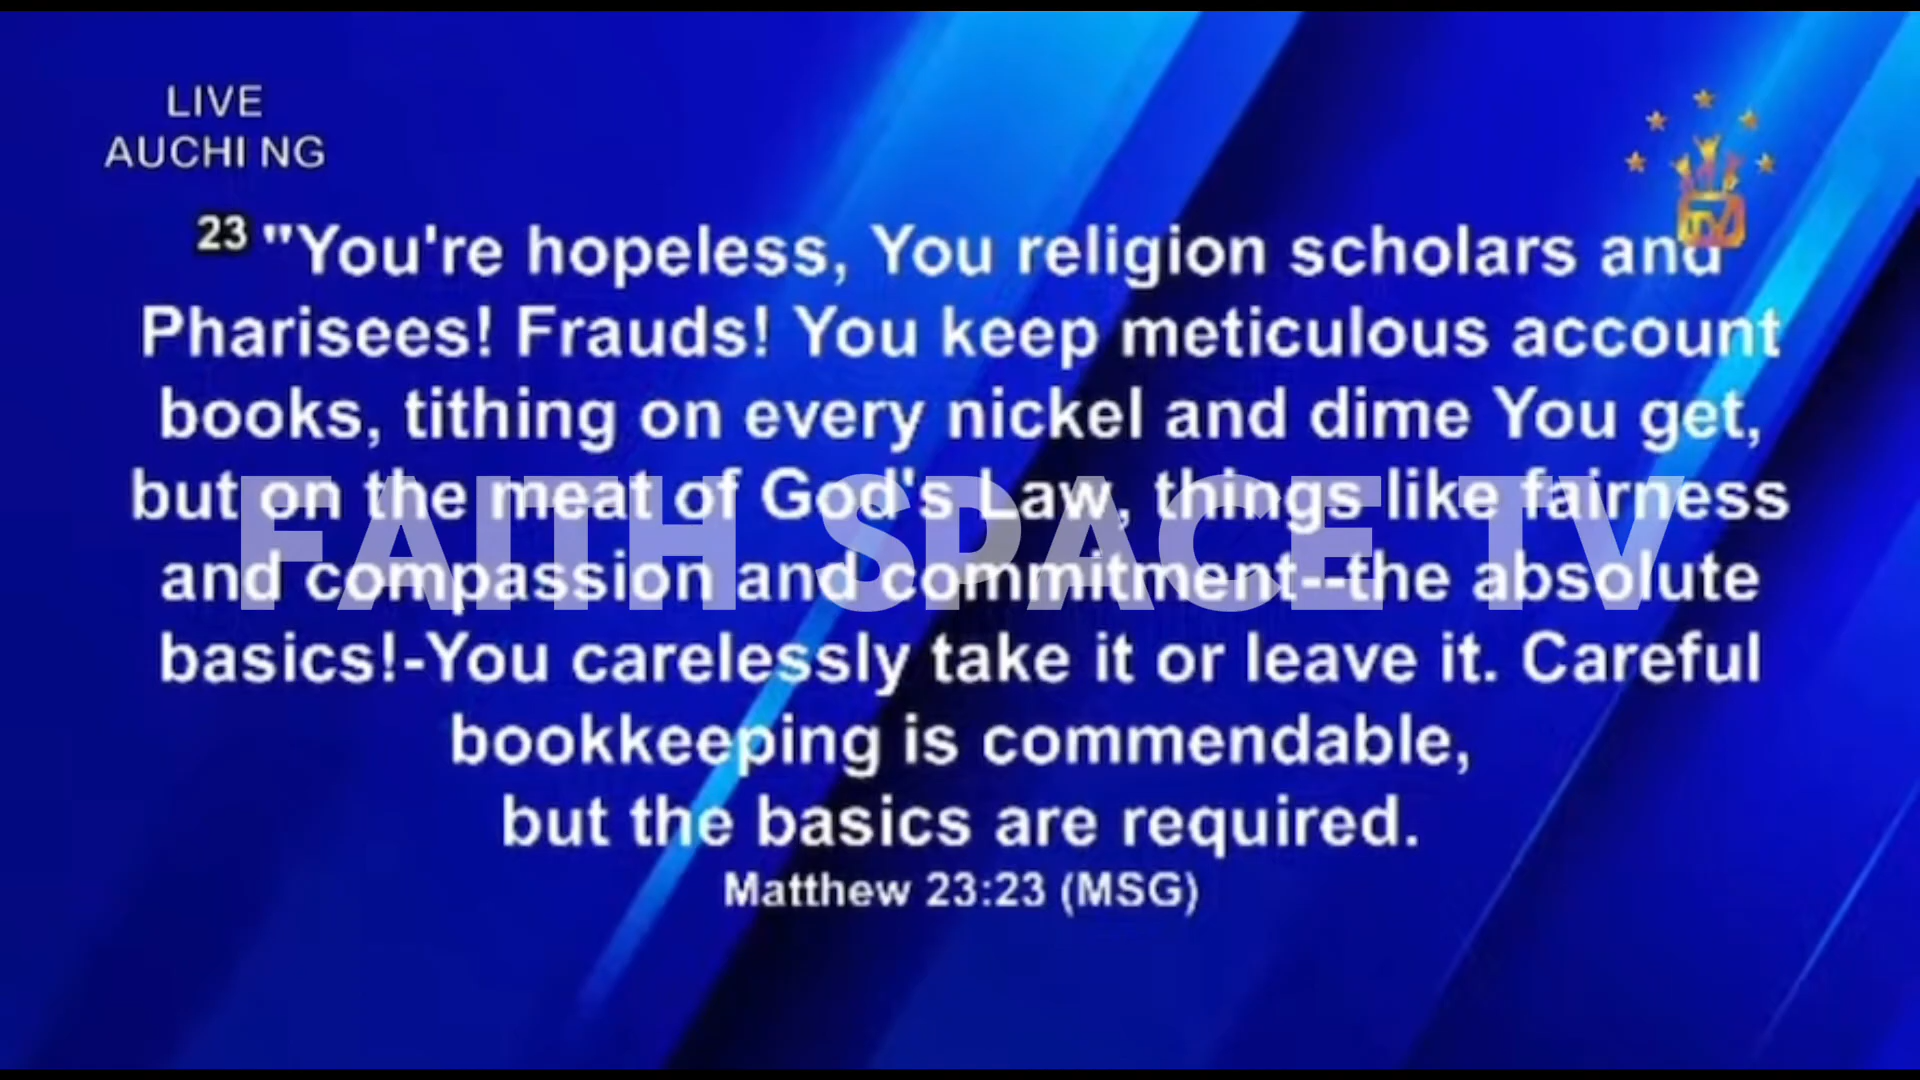 LIVE
AUCHI NG
23 "You're hopeless, You religion scholars and
Pharisees! Frauds! You keep meticulous account
books, tithing on every nickel and dime You get,
but on the meat of God's Law, things like fairness
and compassion and commitment--the absolute
basics!-You carelessly take it or leave it. Careful
bookkeeping is commendable,
but the basics are required.
Matthew 23:23 (MSG)
FAITH SPACE TV